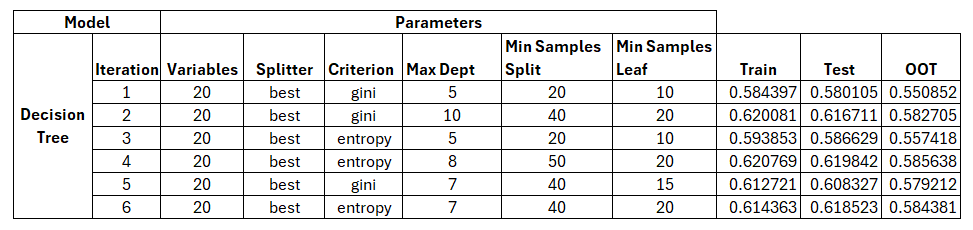 Model Parameters
Decision Tree Iteration Variables Splitter Criterion Max Dept Min Samples Split Min Samples Leaf Train Test OOT
1 20 best gini 5 20 10 0.584397 0.580105 0.550852
2 20 best gini 10 40 20 0.620081 0.616711 0.582705
3 20 best entropy 5 20 10 0.593853 0.586629 0.557418
4 20 best entropy 8 50 20 0.620769 0.619842 0.585638
5 20 best gini 7 40 15 0.612721 0.608327 0.579212
6 20 best entropy 7 40 20 0.614363 0.618523 0.584381